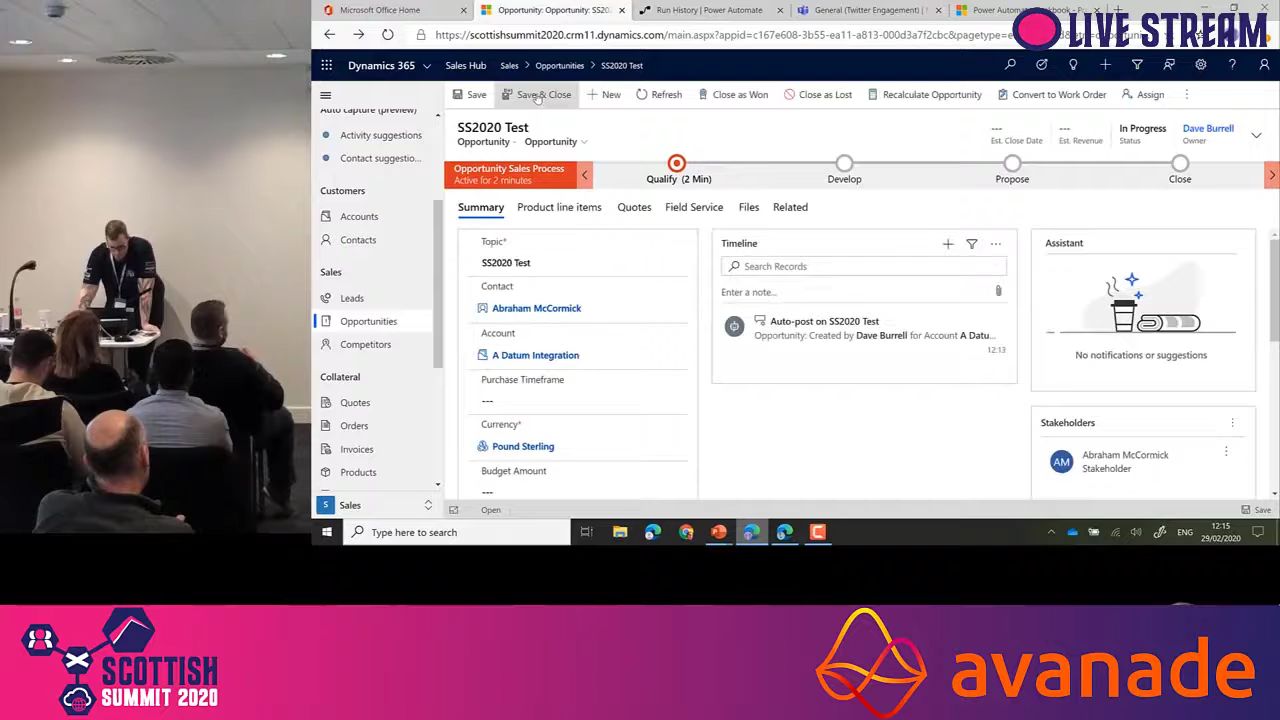 Microsoft Office Home
Opportunity: Opportunity: SS202
Run History | Power Automate
General (Twitter Engagement) |
LIVE STREAM
https://scottishsummit2020.crm11.dynamics.com/main.aspx?appid=c167e608-3b55-ea11-a813-000d3a7f2cbc&pagetype=e
Dynamics 365
Sales Hub
Sales
Opportunities
SS2020 Test
Save
Save & Close
New
Refresh
Close as Won
Close as Lost
Recalculate Opportunity
Convert to Work Order
Assign
Auto capture (preview)
Activity suggestions
Contact suggestio...
Customers
Accounts
Contacts
Sales
Leads
Opportunities
Competitors
Collateral
Quotes
Orders
Invoices
Products
S Sales
SS2020 Test
Opportunity · Opportunity
---
Est. Close Date
---
Est. Revenue
In Progress
Status
Dave Burrell
Owner
Opportunity Sales Process
Active for 2 minutes
Qualify (2 Min)
Develop
Propose
Close
Summary
Product line items
Quotes
Field Service
Files
Related
Topic*
SS2020 Test
Contact
Abraham McCormick
Account
A Datum Integration
Purchase Timeframe
---
Currency*
Pound Sterling
Budget Amount
---
Timeline
Search Records
Enter a note...
Auto-post on SS2020 Test
Opportunity: Created by Dave Burrell for Account A Datu...
12:13
Assistant
No notifications or suggestions
Stakeholders
AM
Abraham McCormick
Stakeholder
Open
Save
Type here to search
ENG
12:15
29/02/2020
SCOTTISH
SUMMIT 2020
avanade